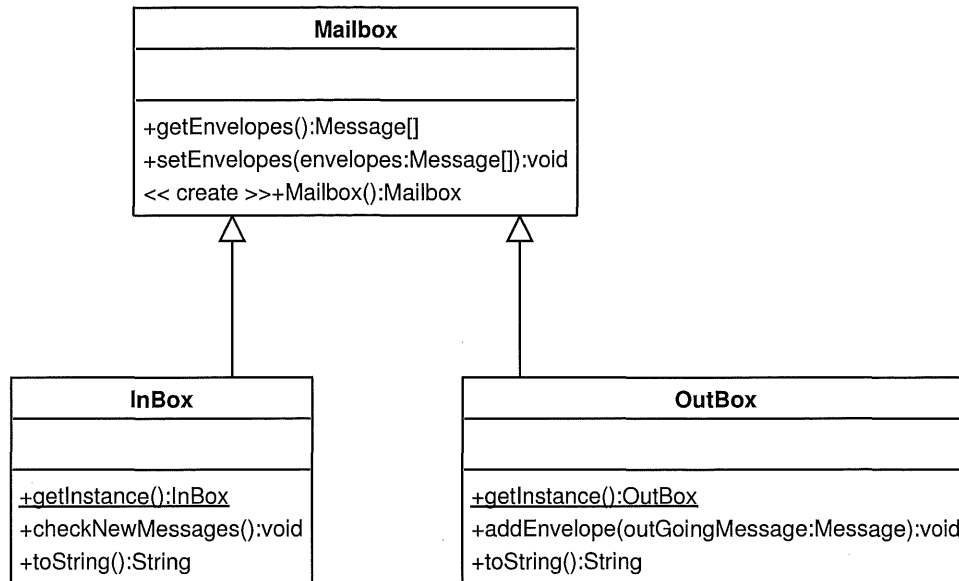 Mailbox
+getEnvelopes():Message[]
+setEnvelopes(envelopes:Message[]):void
<< create >>+Mailbox():Mailbox
InBox
+getInstance():InBox
+checkNewMessages():void
+toString():String
OutBox
+getInstance():OutBox
+addEnvelope(outGoingMessage:Message):void
+toString():String